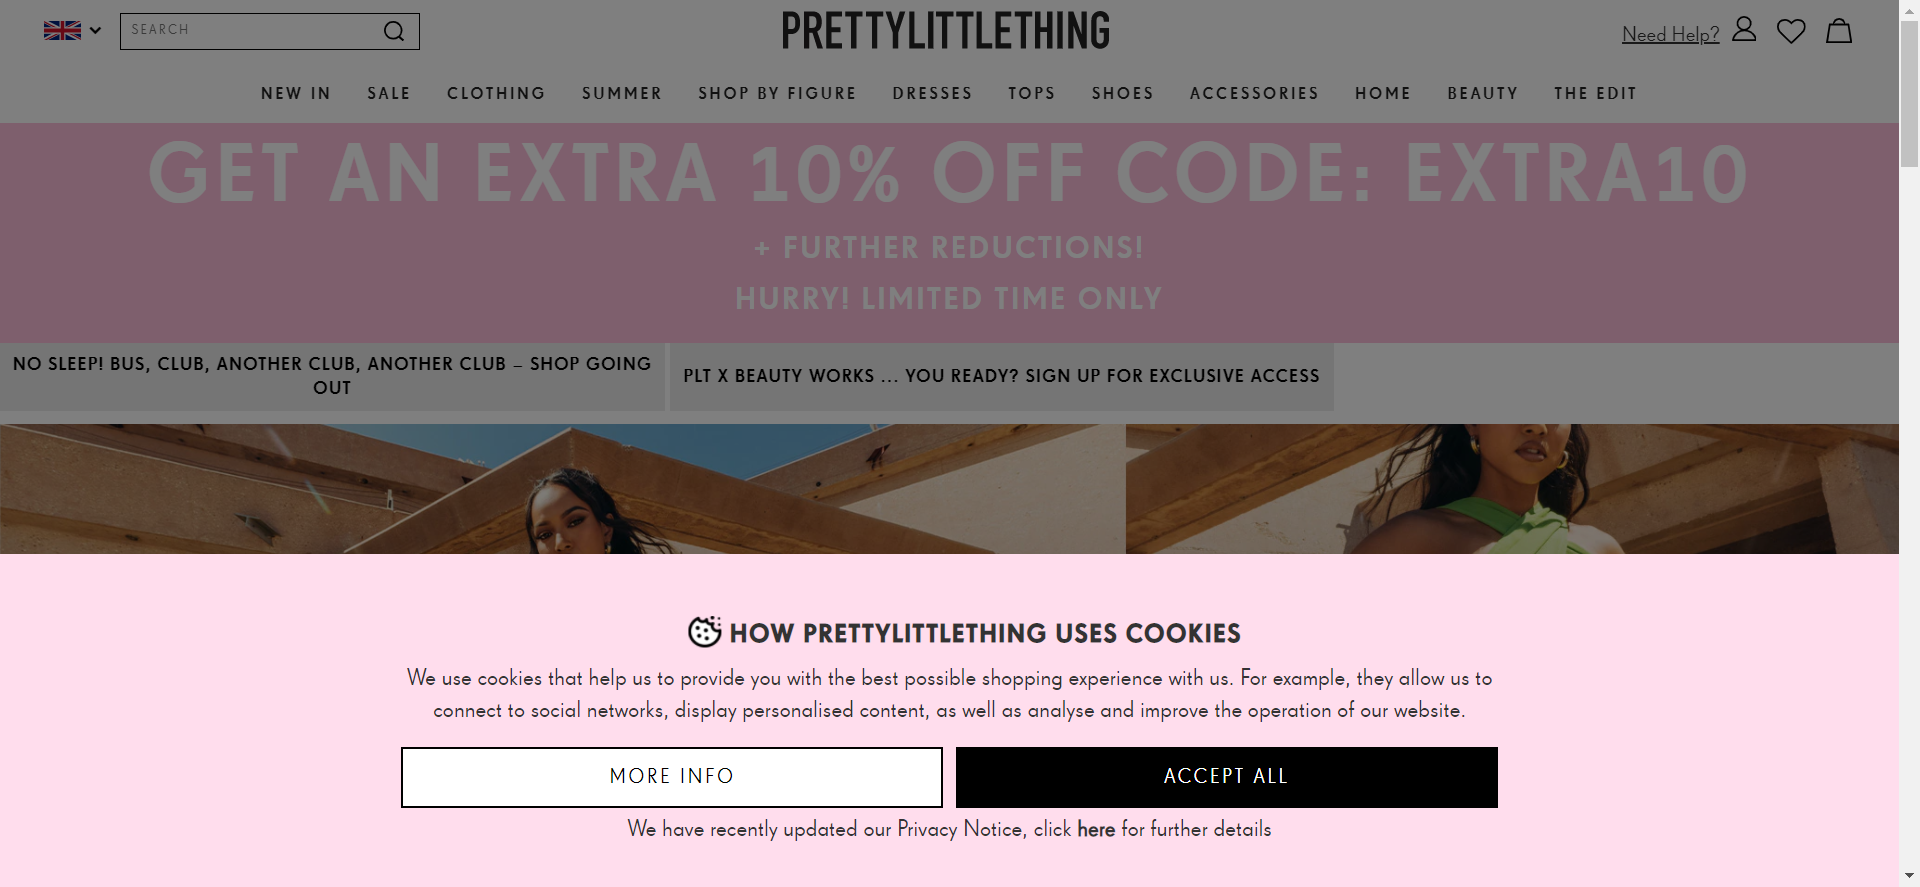 SEARCH
PRETTYLITTLETHING
Need Help?
NEW IN SALE CLOTHING SUMMER SHOP BY FIGURE DRESSES TOPS SHOES ACCESSORIES HOME BEAUTY THE EDIT
GET AN EXTRA 10% OFF CODE: EXTRA10
+ FURTHER REDUCTIONS!
HURRY! LIMITED TIME ONLY
NO SLEEP! BUS, CLUB, ANOTHER CLUB, ANOTHER CLUB – SHOP GOING
OUT
PLT X BEAUTY WORKS ... YOU READY? SIGN UP FOR EXCLUSIVE ACCESS
HOW PRETTYLITTLETHING USES COOKIES
We use cookies that help us to provide you with the best possible shopping experience with us. For example, they allow us to
connect to social networks, display personalised content, as well as analyse and improve the operation of our website.
MORE INFO
ACCEPT ALL
We have recently updated our Privacy Notice, click here for further details